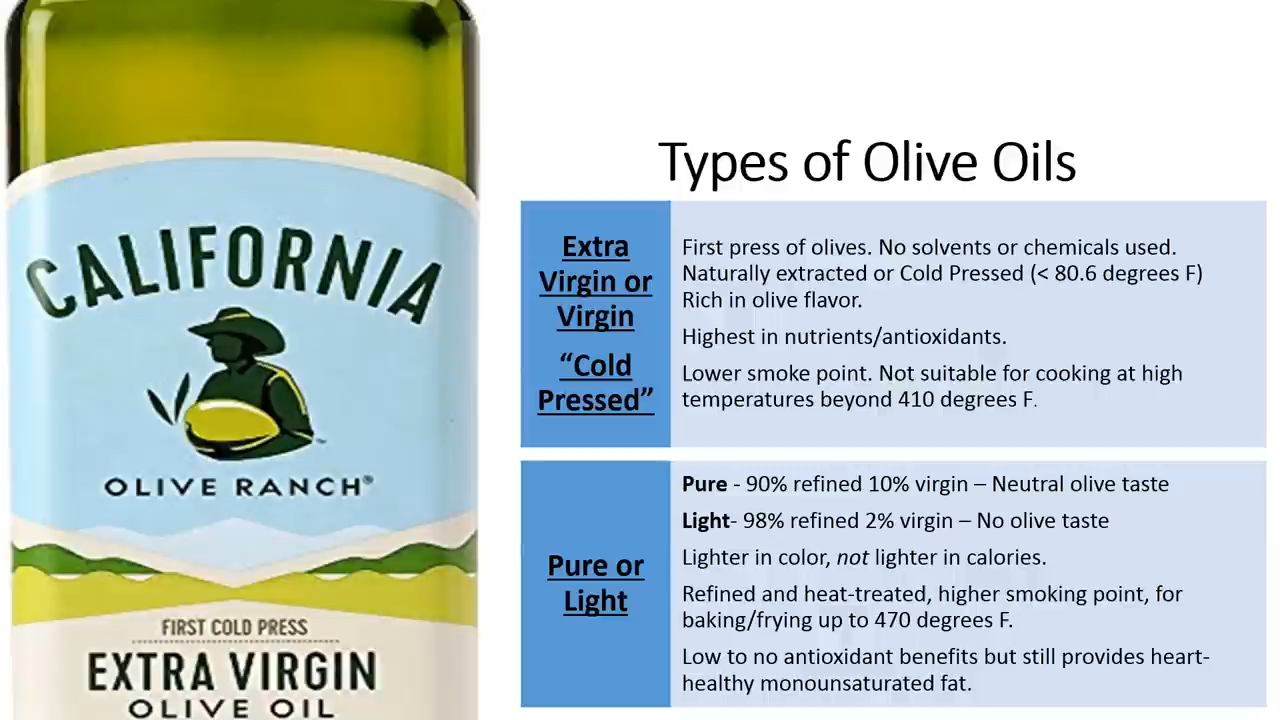 CALIFORNIA
OLIVE RANCH®
FIRST COLD PRESS
EXTRA VIRGIN
OLIVE OIL
Types of Olive Oils
Extra
Virgin or
Virgin
“Cold
Pressed”
First press of olives. No solvents or chemicals used.
Naturally extracted or Cold Pressed (< 80.6 degrees F)
Rich in olive flavor.
Highest in nutrients/antioxidants.
Lower smoke point. Not suitable for cooking at high
temperatures beyond 410 degrees F.
Pure or
Light
Pure - 90% refined 10% virgin – Neutral olive taste
Light- 98% refined 2% virgin – No olive taste
Lighter in color, not lighter in calories.
Refined and heat-treated, higher smoking point, for
baking/frying up to 470 degrees F.
Low to no antioxidant benefits but still provides heart-
healthy monounsaturated fat.